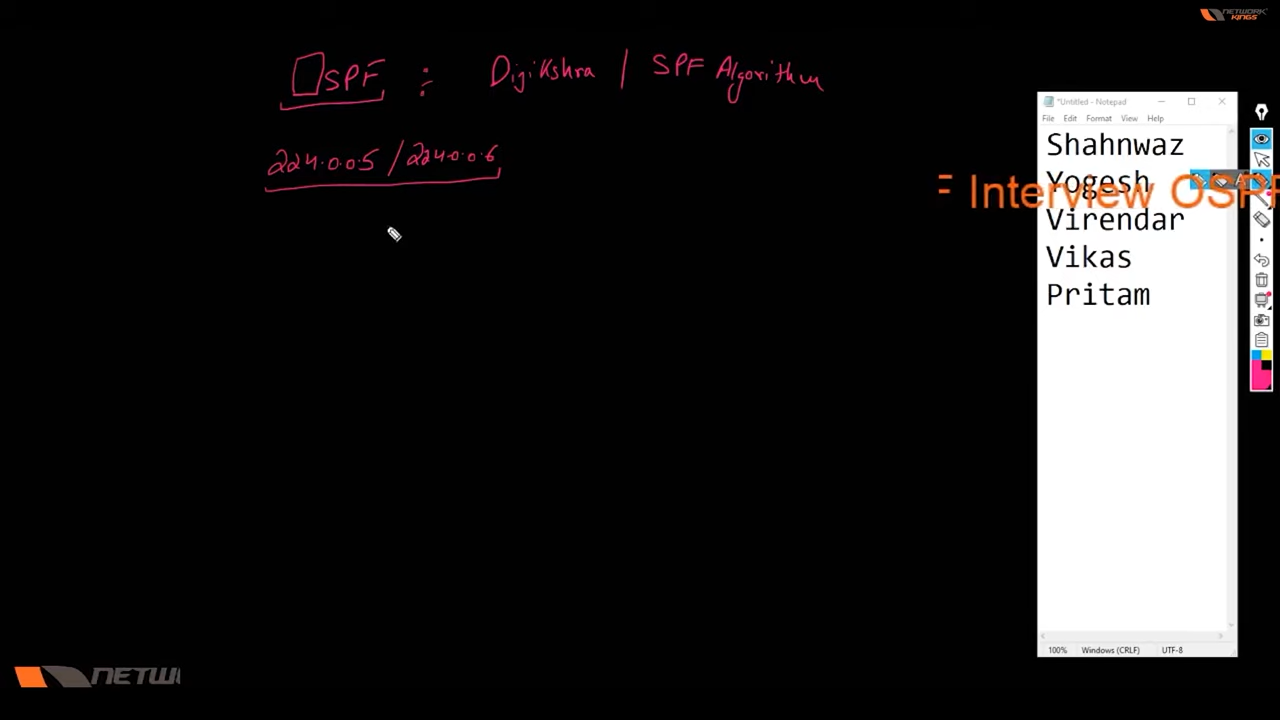 NETWORK
KINGS
OSPF : Dijikshra / SPF Algorithm
224.0.0.5 / 224.0.0.6
*Untitled - Notepad
File Edit Format View Help
Shahnwaz
Yogesh
F Interview OSPF
Virendar
Vikas
Pritam
100% Windows (CRLF) UTF-8
NETW